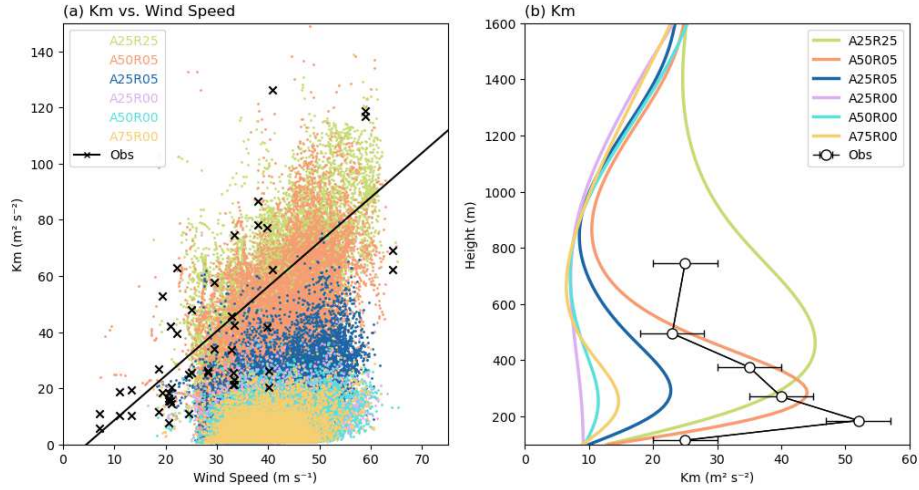 (a) Km vs. Wind Speed
A25R25
A50R05
A25R05
A25R00
A50R00
A75R00
Obs
140
120
100
80
60
40
20
0
Km (m² s⁻²)
0 10 20 30 40 50 60 70
Wind Speed (m s⁻¹)
(b) Km
A25R25
A50R05
A25R05
A25R00
A50R00
A75R00
Obs
1600
1400
1200
1000
800
600
400
200
Height (m)
0 10 20 30 40 50 60
Km (m² s⁻²)